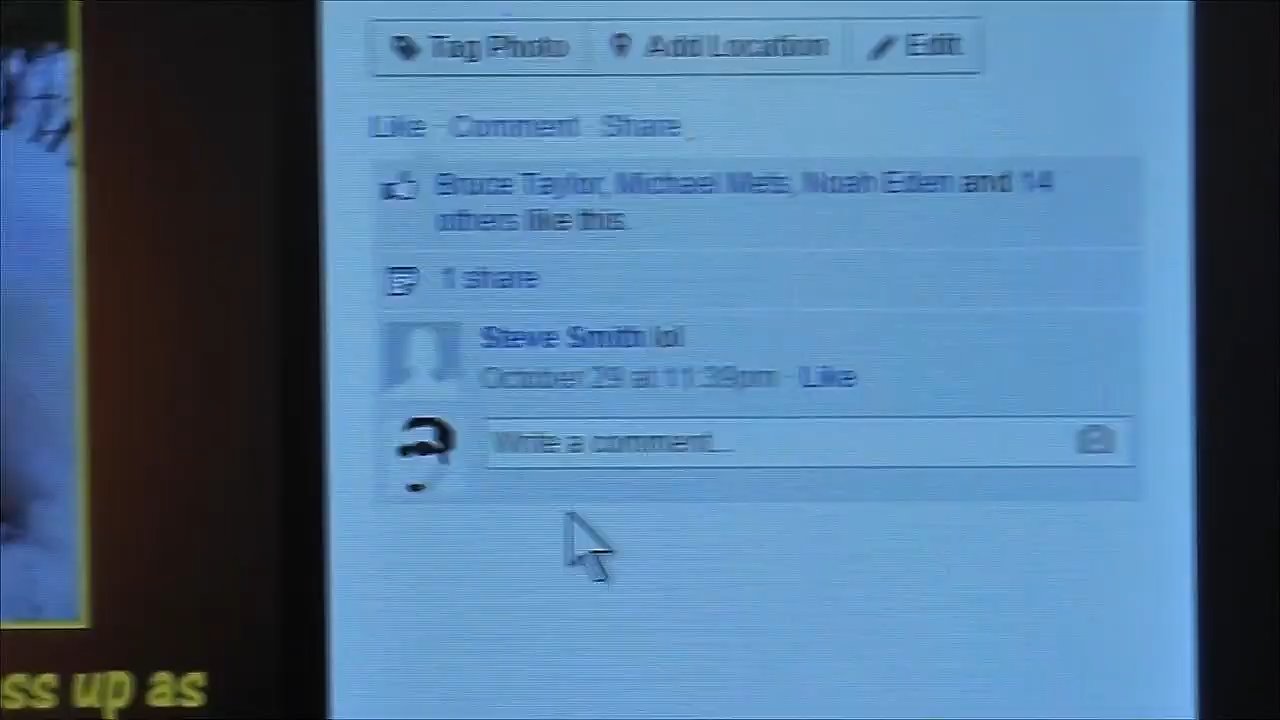 Tag Photo Add Location Edit
Like · Comment · Share
Bruce Taylor, Michael Metz, Noah Eden and 14
others like this.
1 share
Steve Smith lol
October 29 at 11:39pm · Like
Write a comment...
ss up as